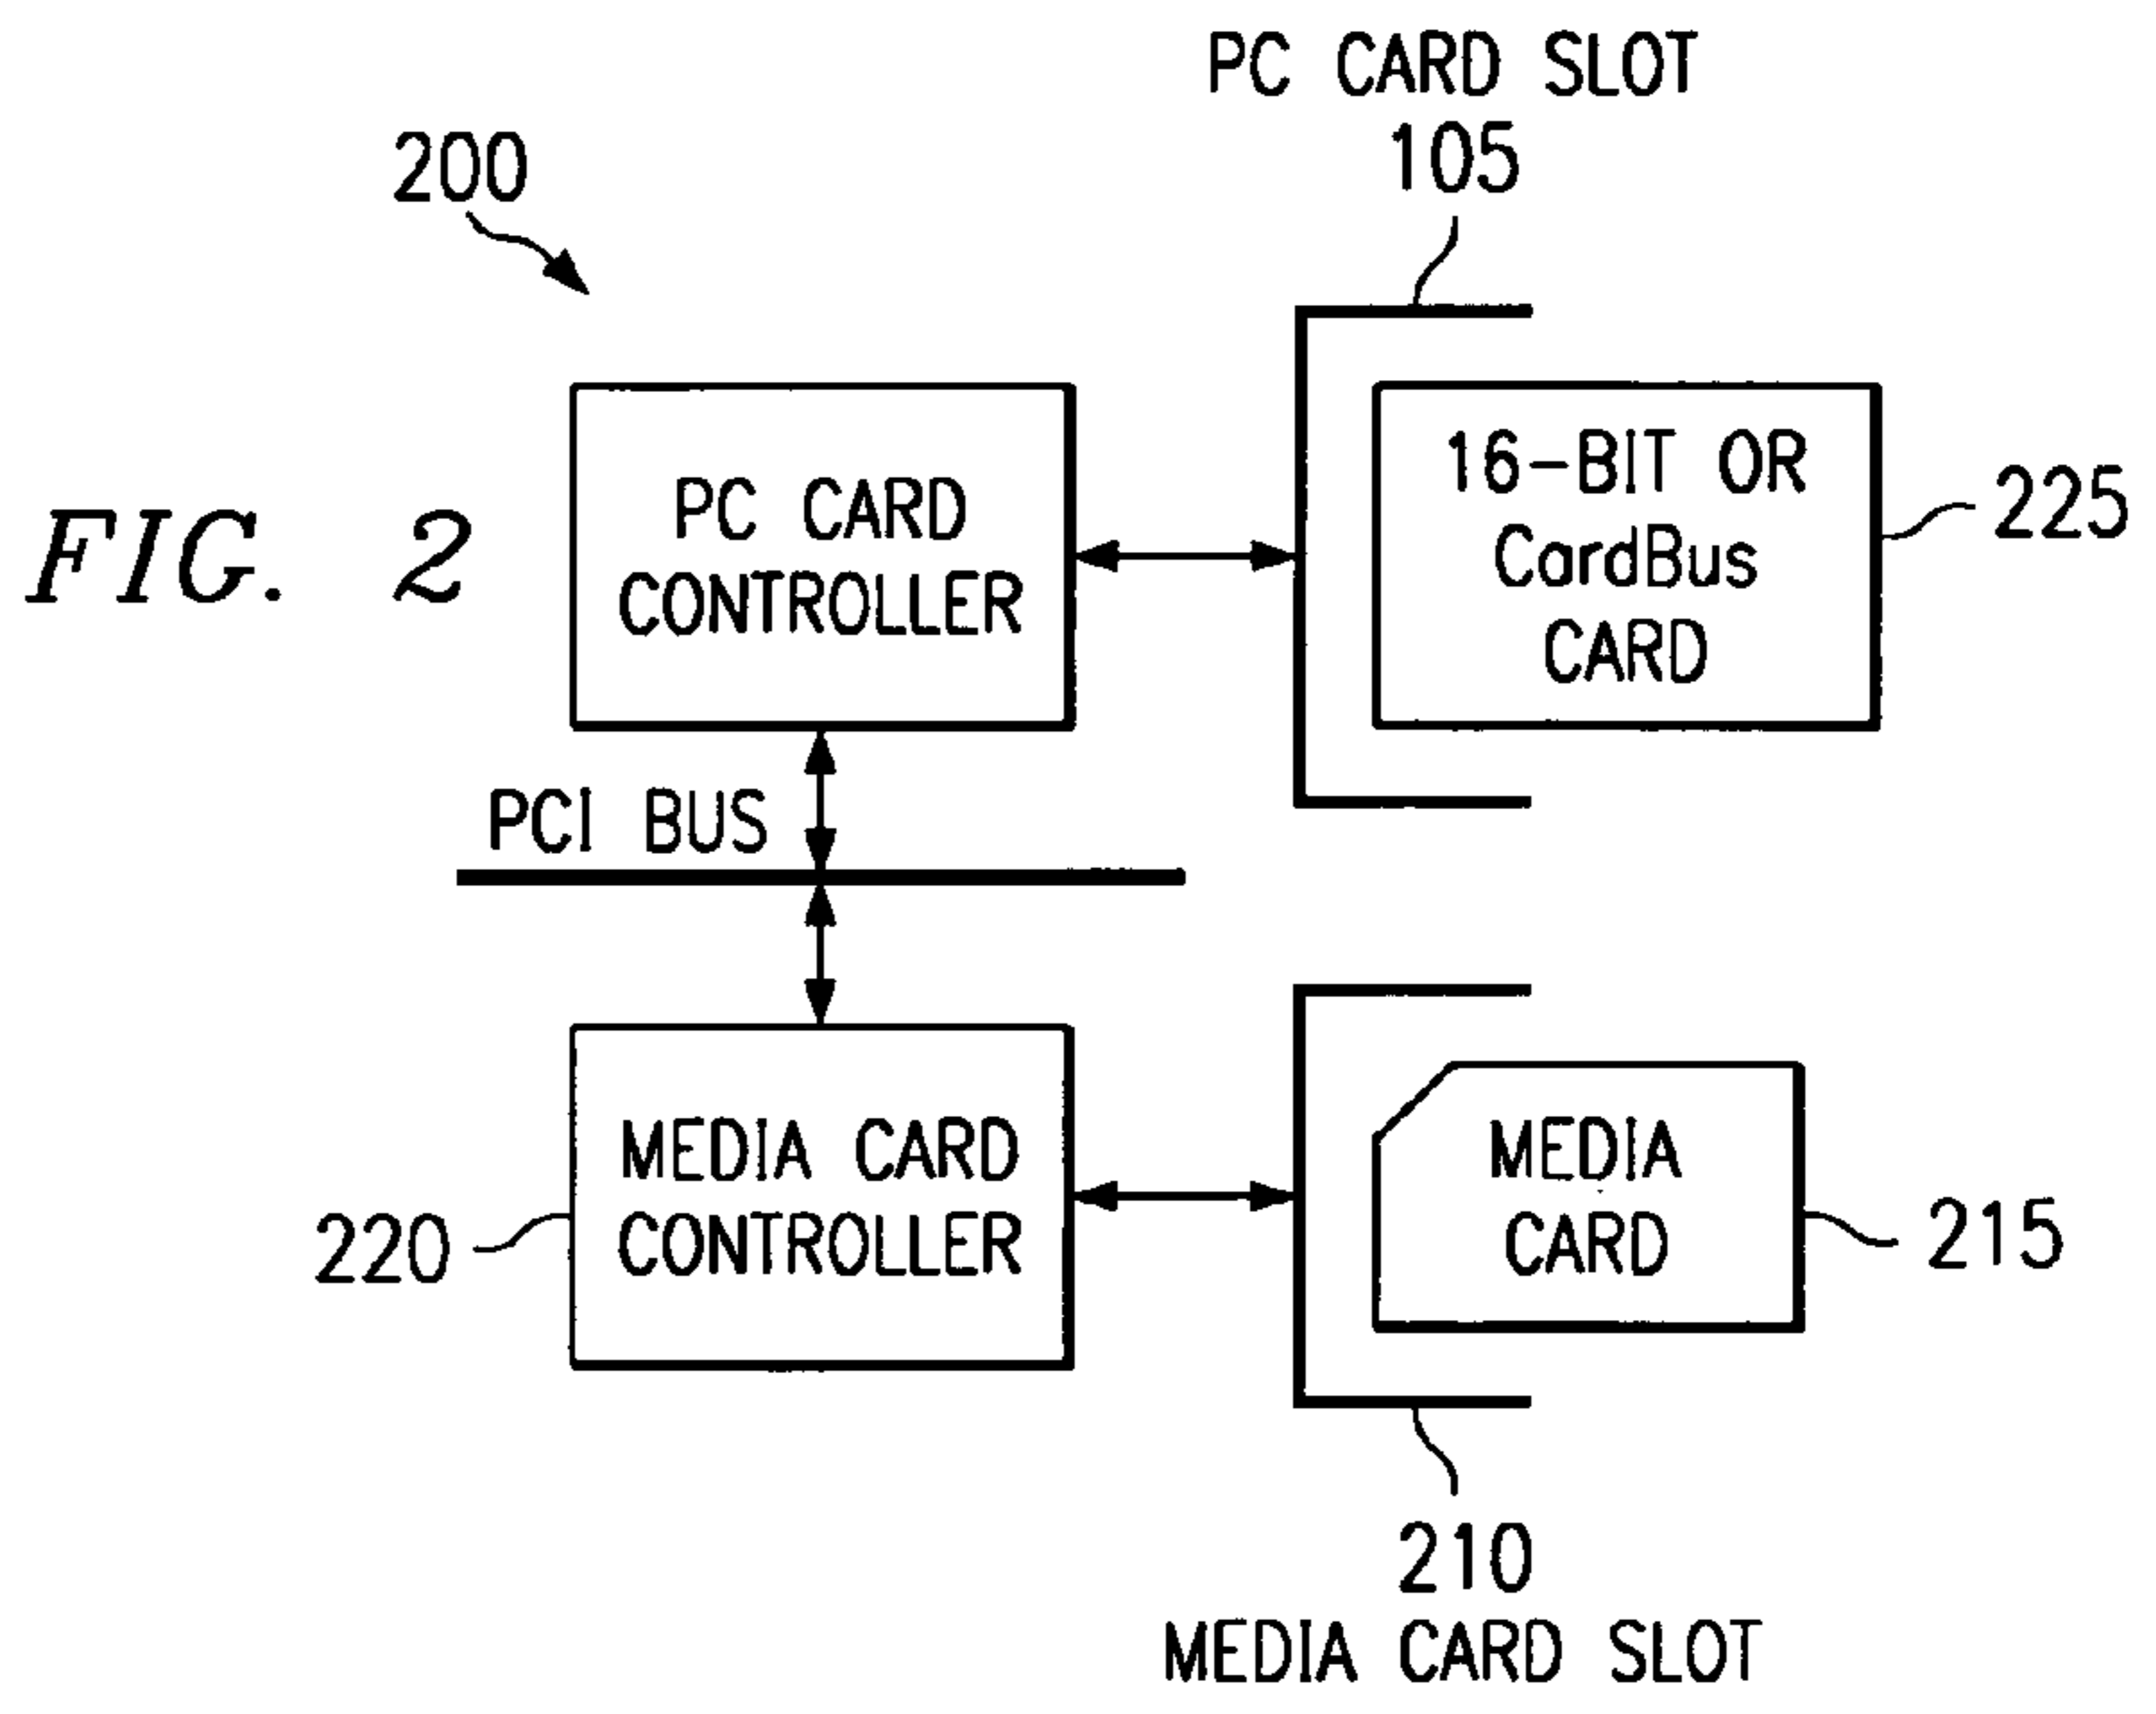 PC CARD SLOT
105
200
16-BIT OR
CardBus
CARD
225
PC CARD
CONTROLLER
FIG. 2
PCI BUS
MEDIA CARD
CONTROLLER
220
MEDIA
CARD
215
210
MEDIA CARD SLOT